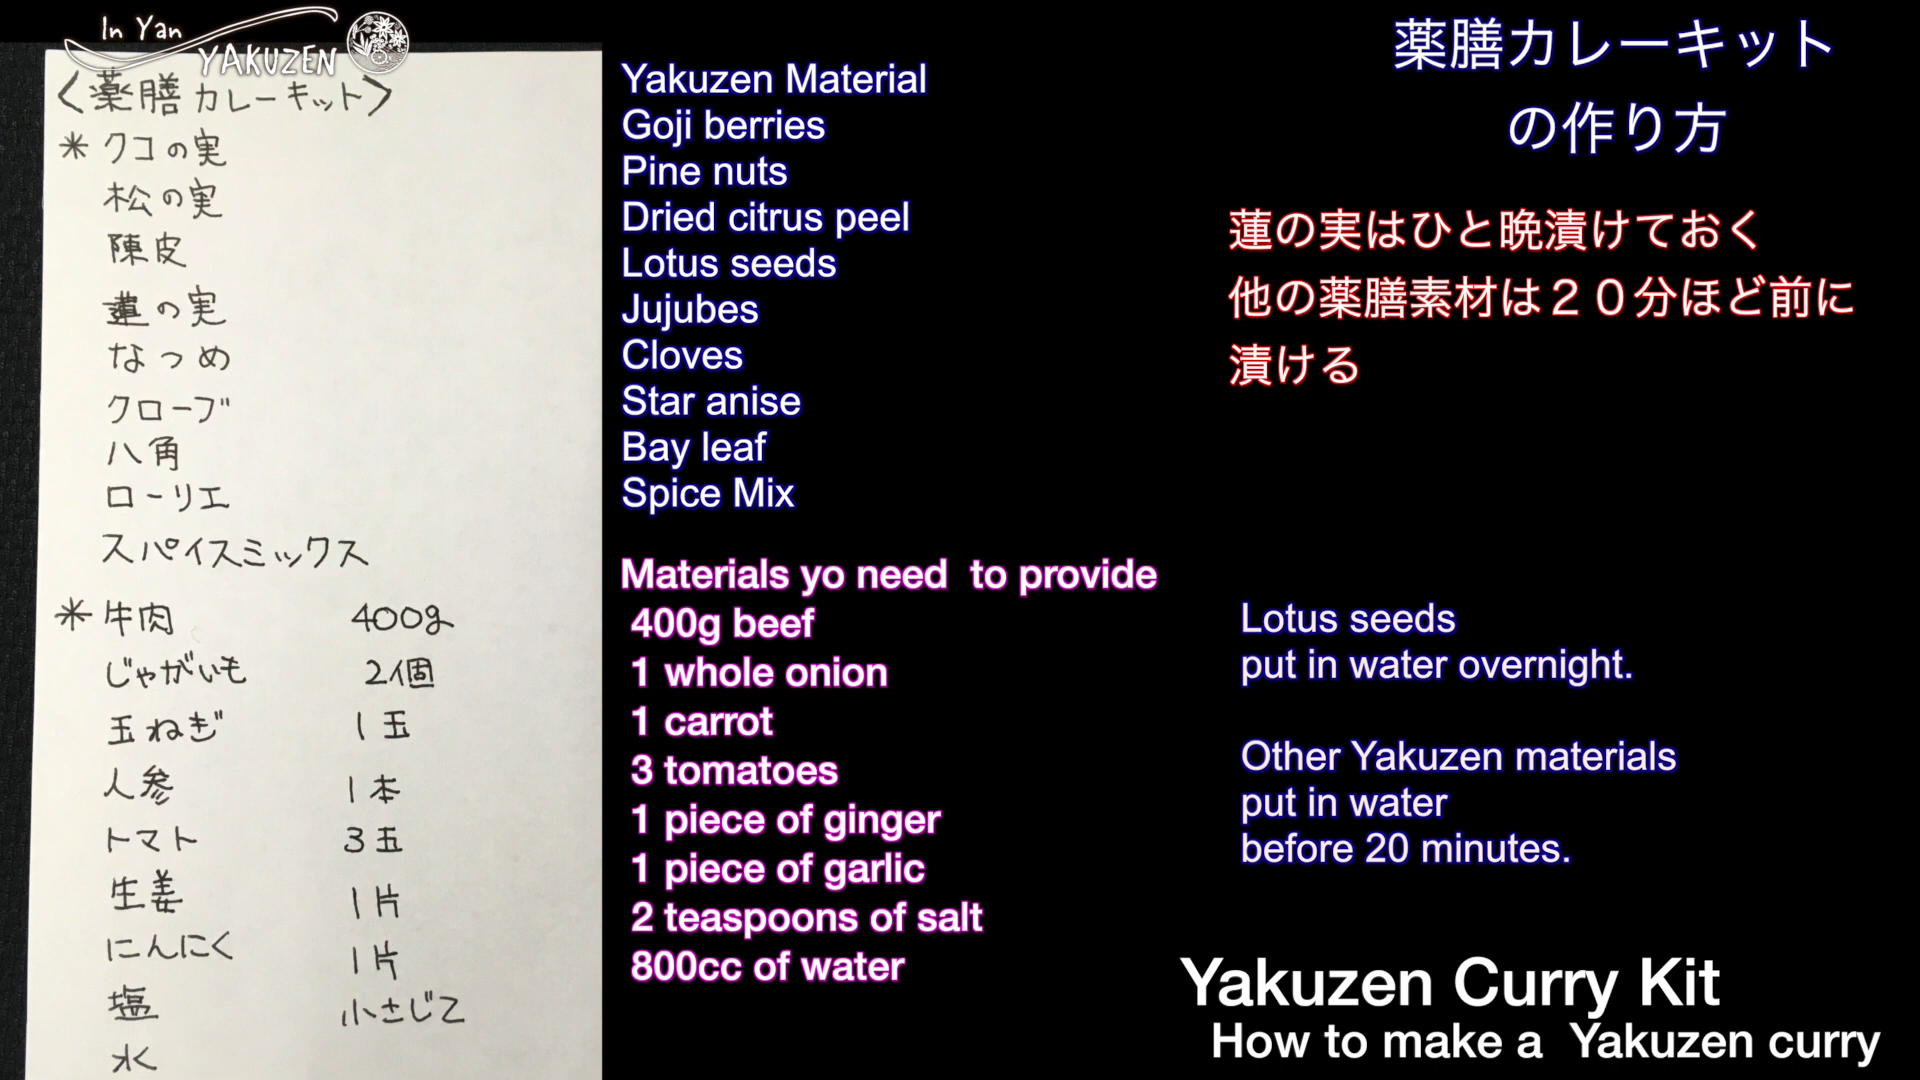 In Yan
YAKUZEN
〈薬膳カレーキット〉
＊クコの実
松の実
陳皮
蓮の実
なつめ
クローブ
八角
ローリエ
スパイスミックス
＊牛肉 400g
じゃがいも 2個
玉ねぎ 1玉
人参 1本
トマト 3玉
生姜 1片
にんにく 1片
塩 小さじ2
水
Yakuzen Material
Goji berries
Pine nuts
Dried citrus peel
Lotus seeds
Jujubes
Cloves
Star anise
Bay leaf
Spice Mix
Materials yo need to provide
400g beef
1 whole onion
1 carrot
3 tomatoes
1 piece of ginger
1 piece of garlic
2 teaspoons of salt
800cc of water
薬膳カレーキット
の作り方
蓮の実はひと晩漬けておく
他の薬膳素材は２０分ほど前に
漬ける
Lotus seeds
put in water overnight.
Other Yakuzen materials
put in water
before 20 minutes.
Yakuzen Curry Kit
How to make a Yakuzen curry